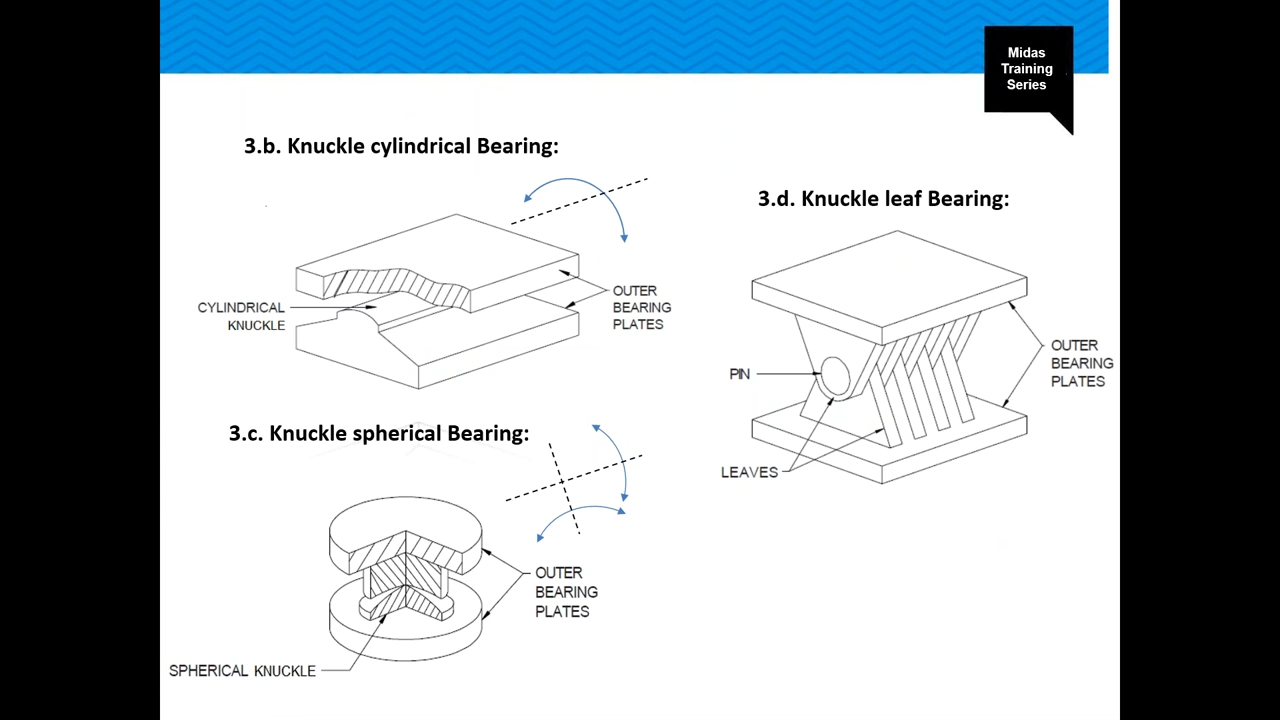 Midas
Training
Series
3.b. Knuckle cylindrical Bearing:
CYLINDRICAL
KNUCKLE
OUTER
BEARING
PLATES
3.c. Knuckle spherical Bearing:
OUTER
BEARING
PLATES
SPHERICAL KNUCKLE
3.d. Knuckle leaf Bearing:
PIN
LEAVES
OUTER
BEARING
PLATES